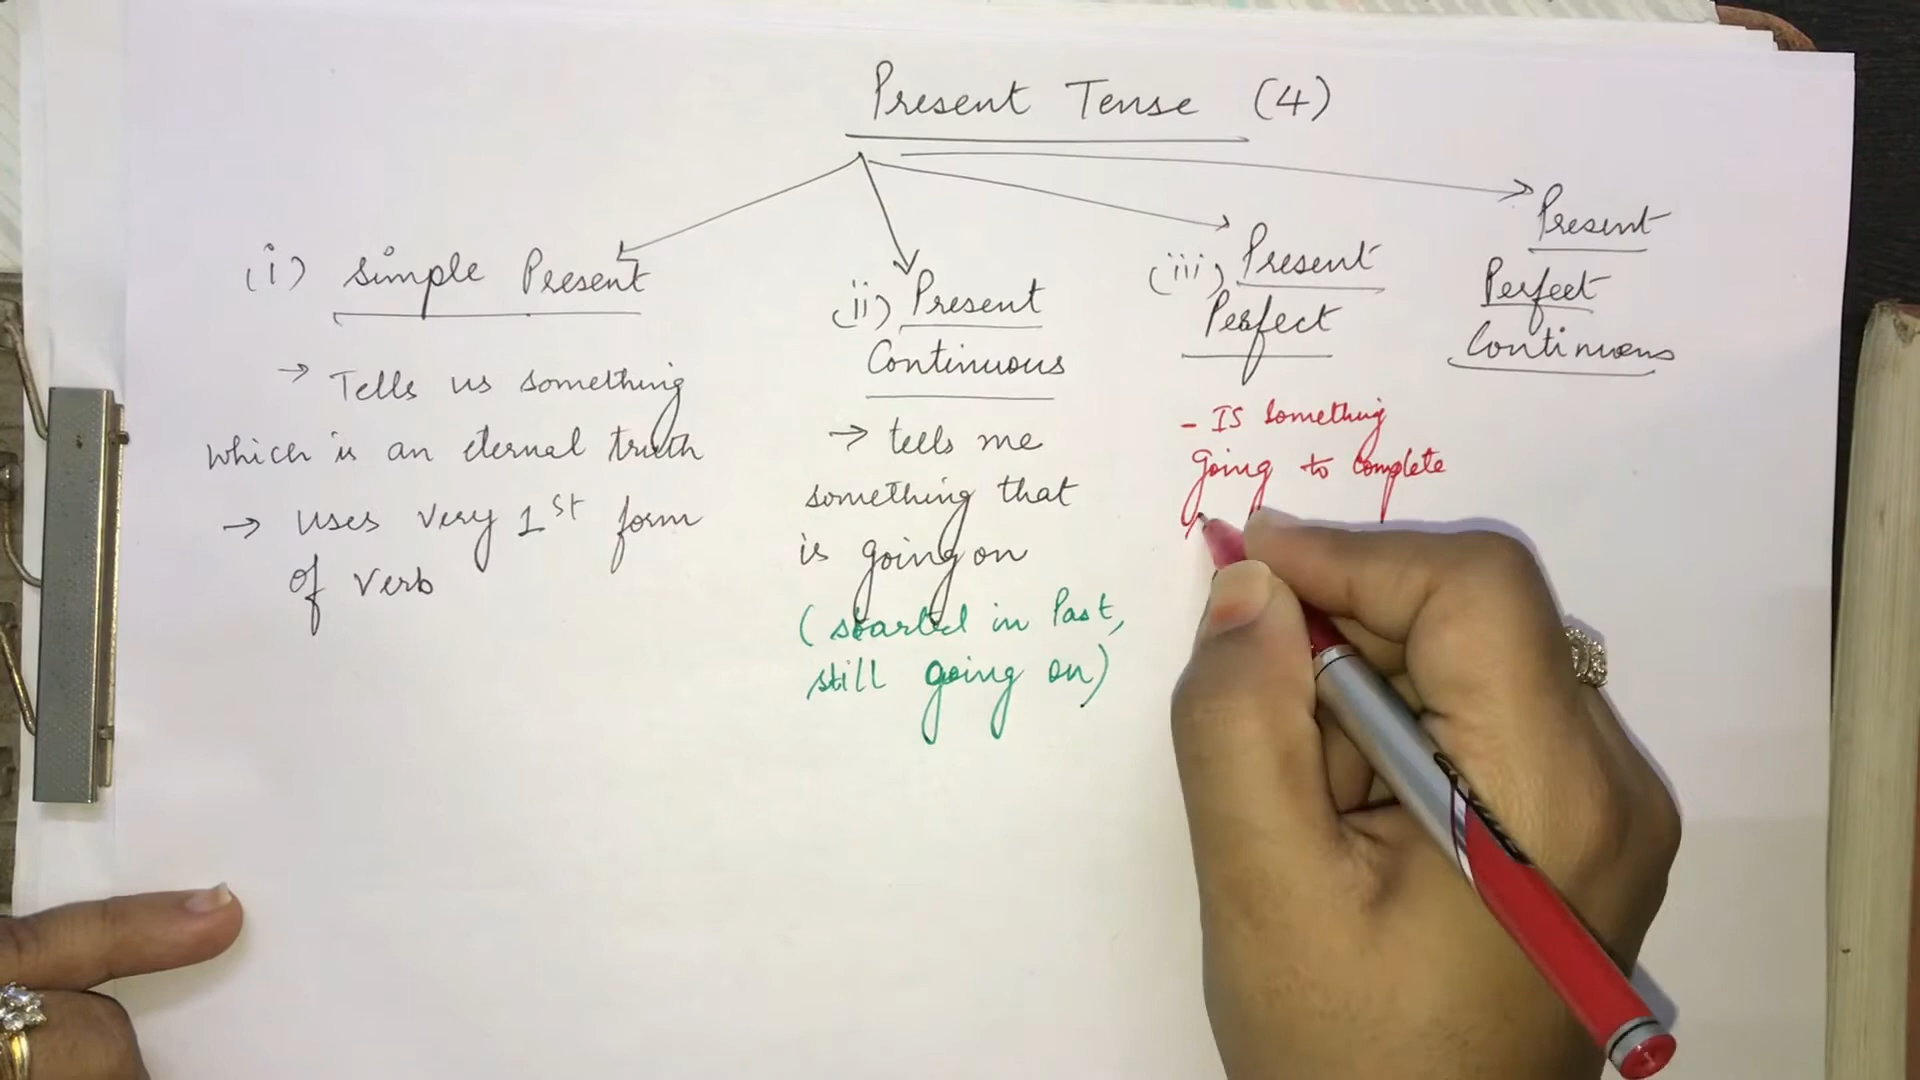 Present Tense (4)
(i) Simple Present
→ Tells us something
which is an eternal truth
→ uses very 1st form
of verb
(ii) Present
Continuous
→ tells me
something that
is going on
(started in Past,
still going on)
(iii) Present
Perfect
- IS something
going to complete
Present
Perfect
Continuous